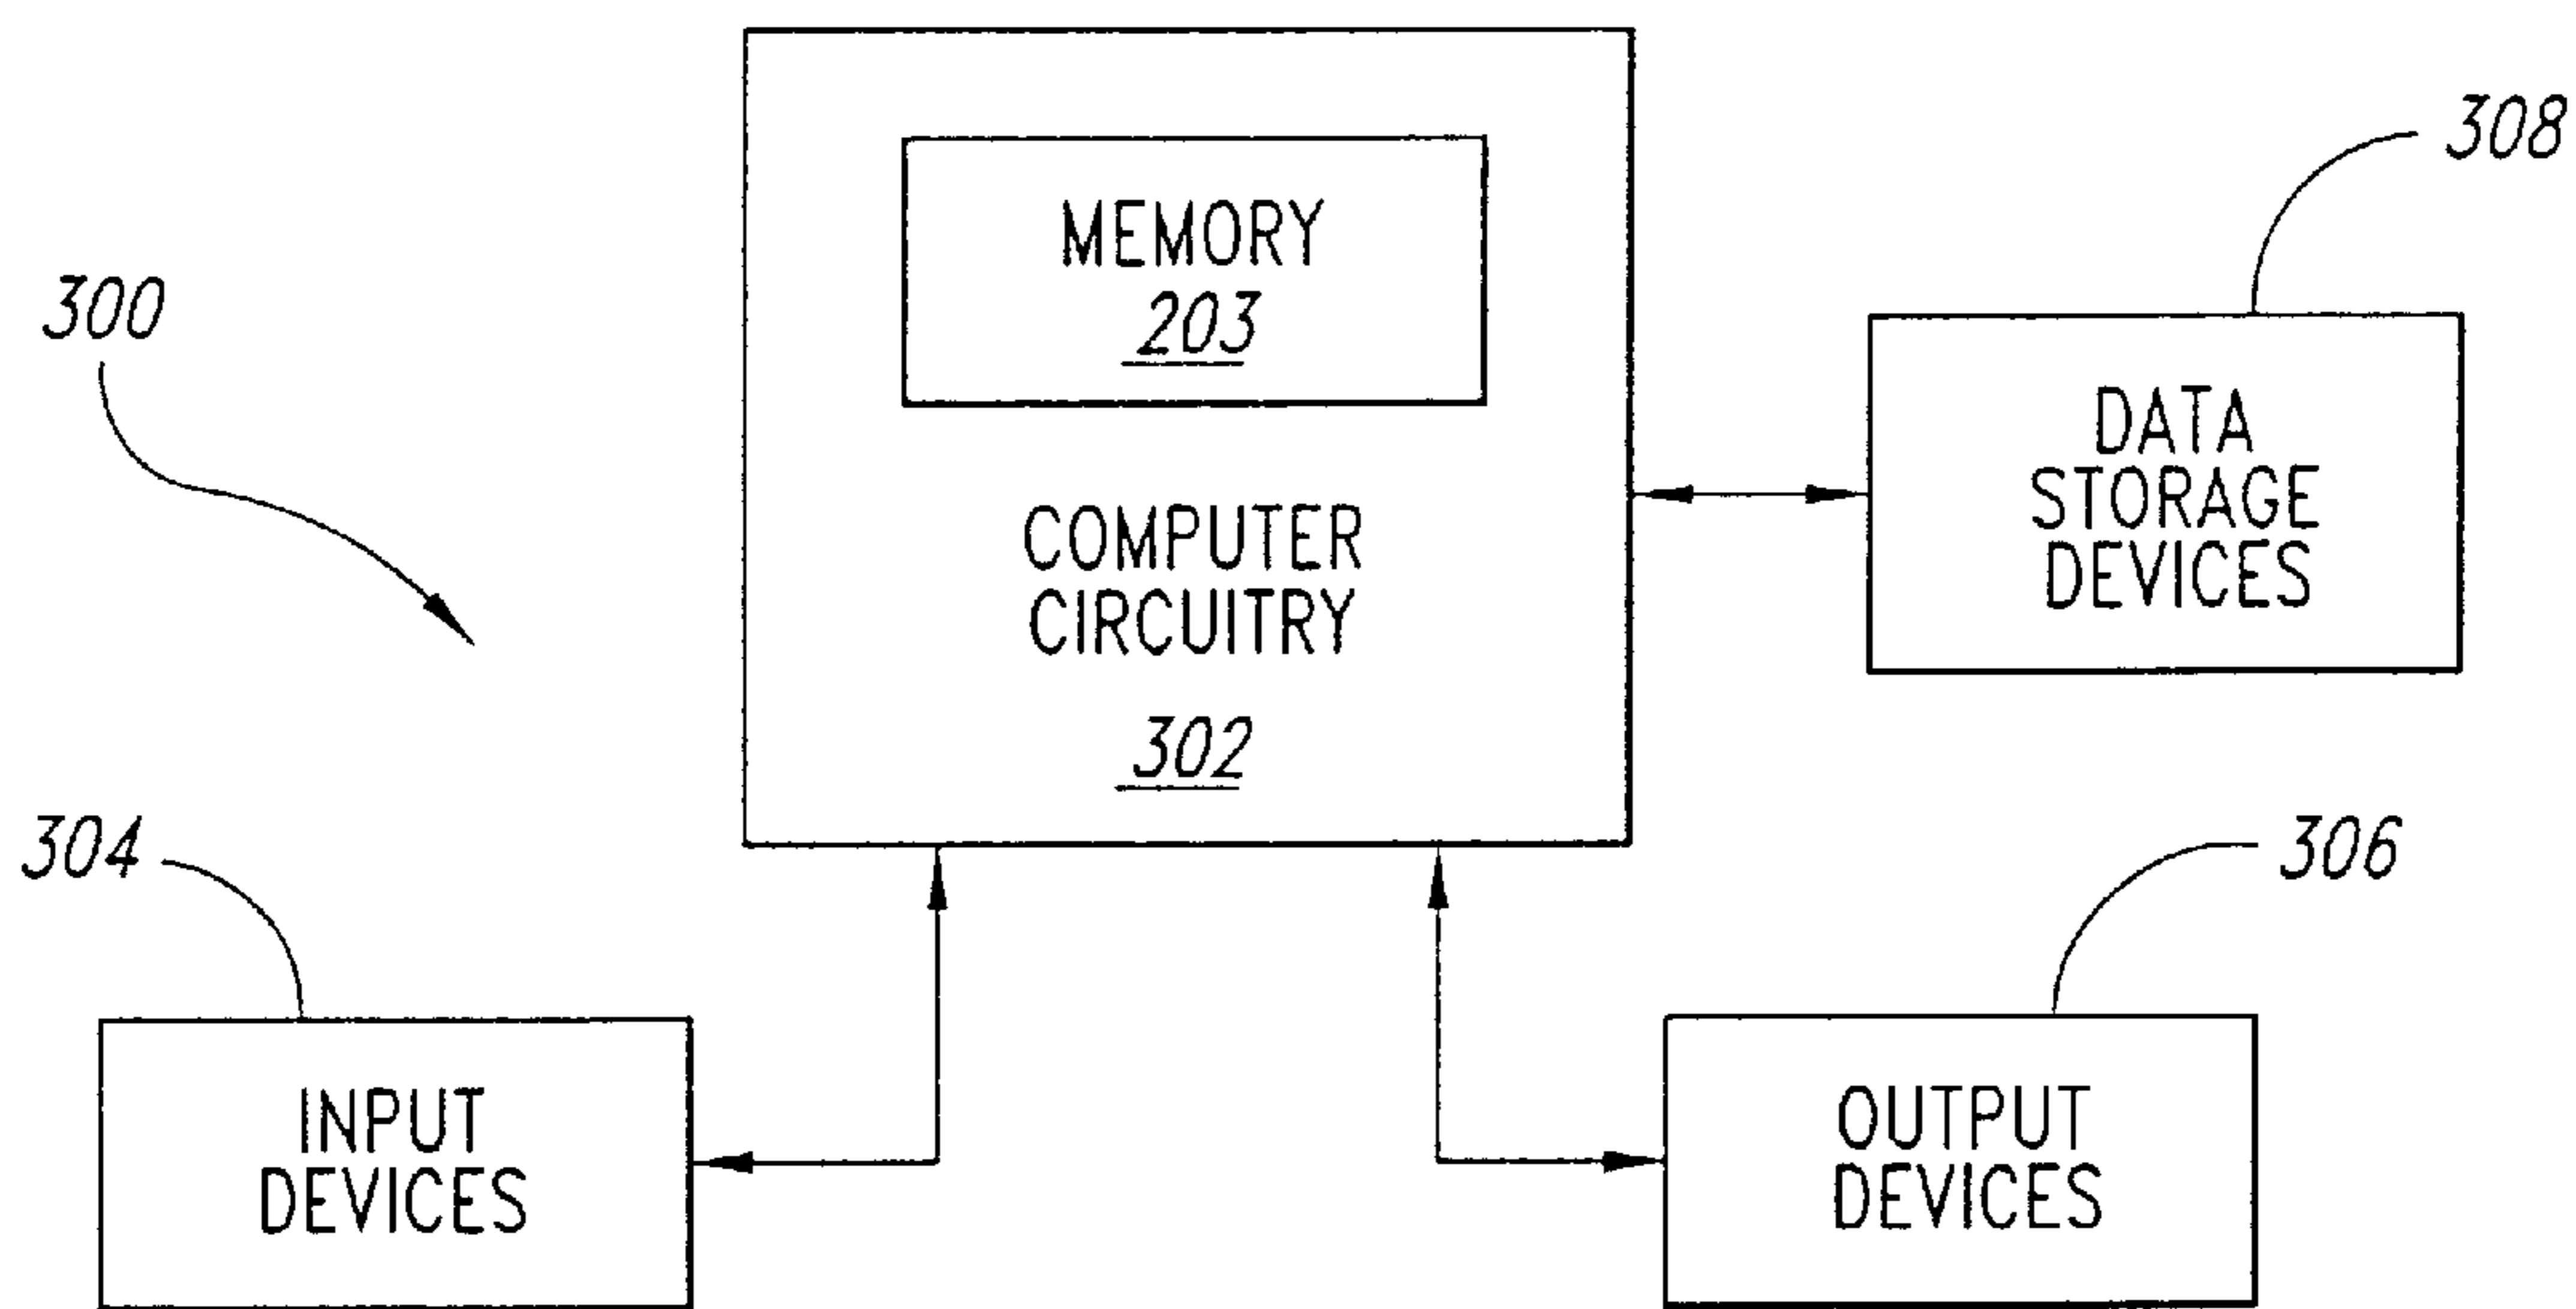 300
MEMORY
203
COMPUTER
CIRCUITRY
302
308
DATA
STORAGE
DEVICES
304
INPUT
DEVICES
306
OUTPUT
DEVICES